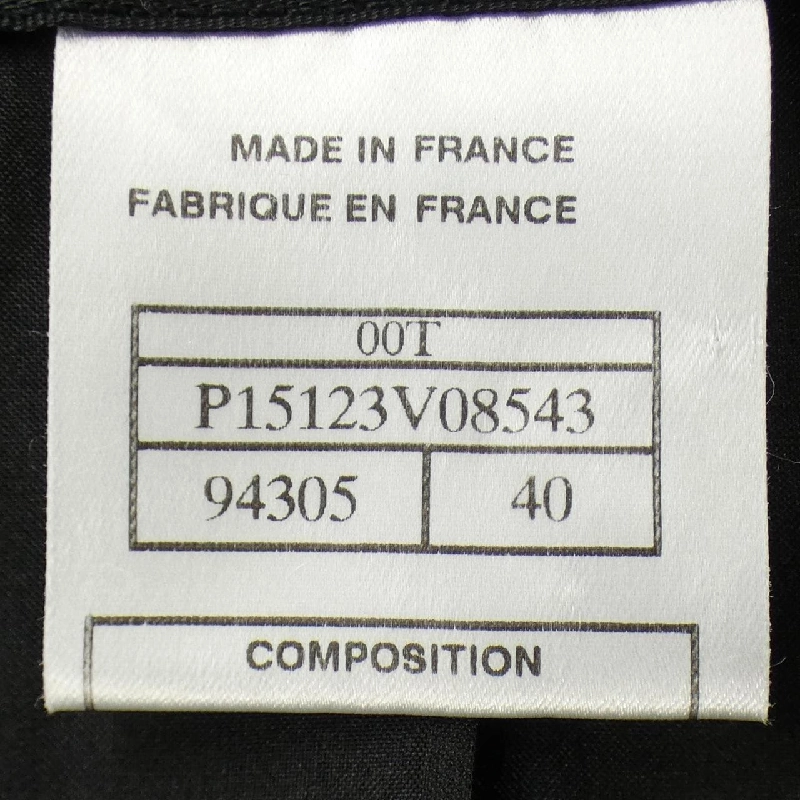 MADE IN FRANCE
FABRIQUE EN FRANCE
00T
P15123V08543
94305 40
COMPOSITION